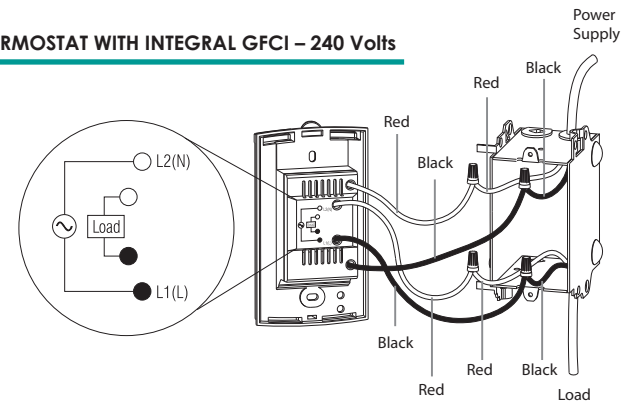 Power
Supply
RMOSTAT WITH INTEGRAL GFCI – 240 Volts
Black
Red
Red
Black
L2(N)
Load
L1(L)
Black
Red
Red
Black
Load